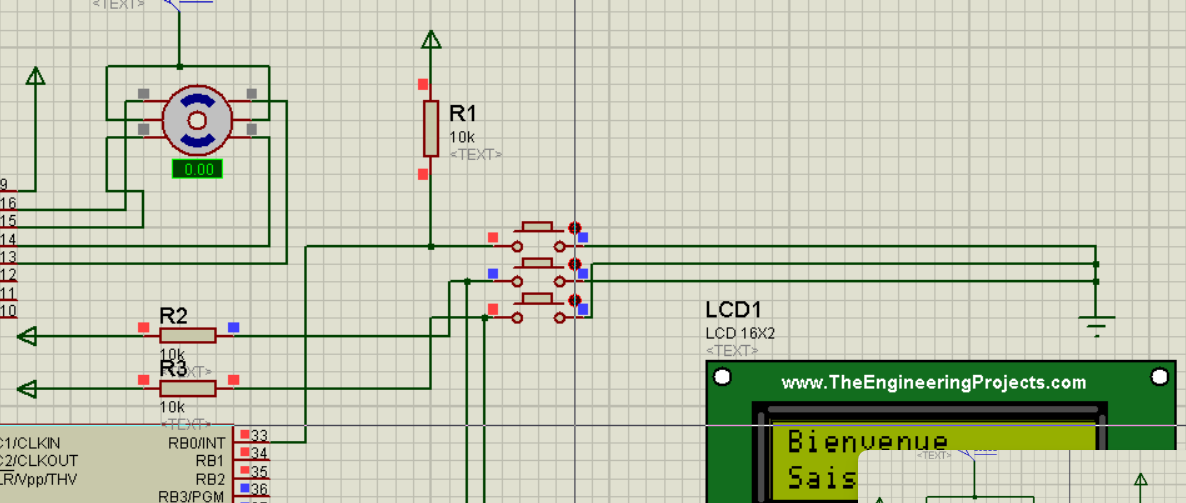 <TEXT>
R1
10k
<TEXT>
0.00
9
16
15
14
13
12
11
10
R2
10k
<TEXT>
R3
10k
<TEXT>
LCD1
LCD 16X2
<TEXT>
www.TheEngineeringProjects.com
Bienvenue
Sais
<TEXT>
C1/CLKIN
C2/CLKOUT
LR/Vpp/THV
RB0/INT 33
RB1 34
RB2 35
RB3/PGM 36